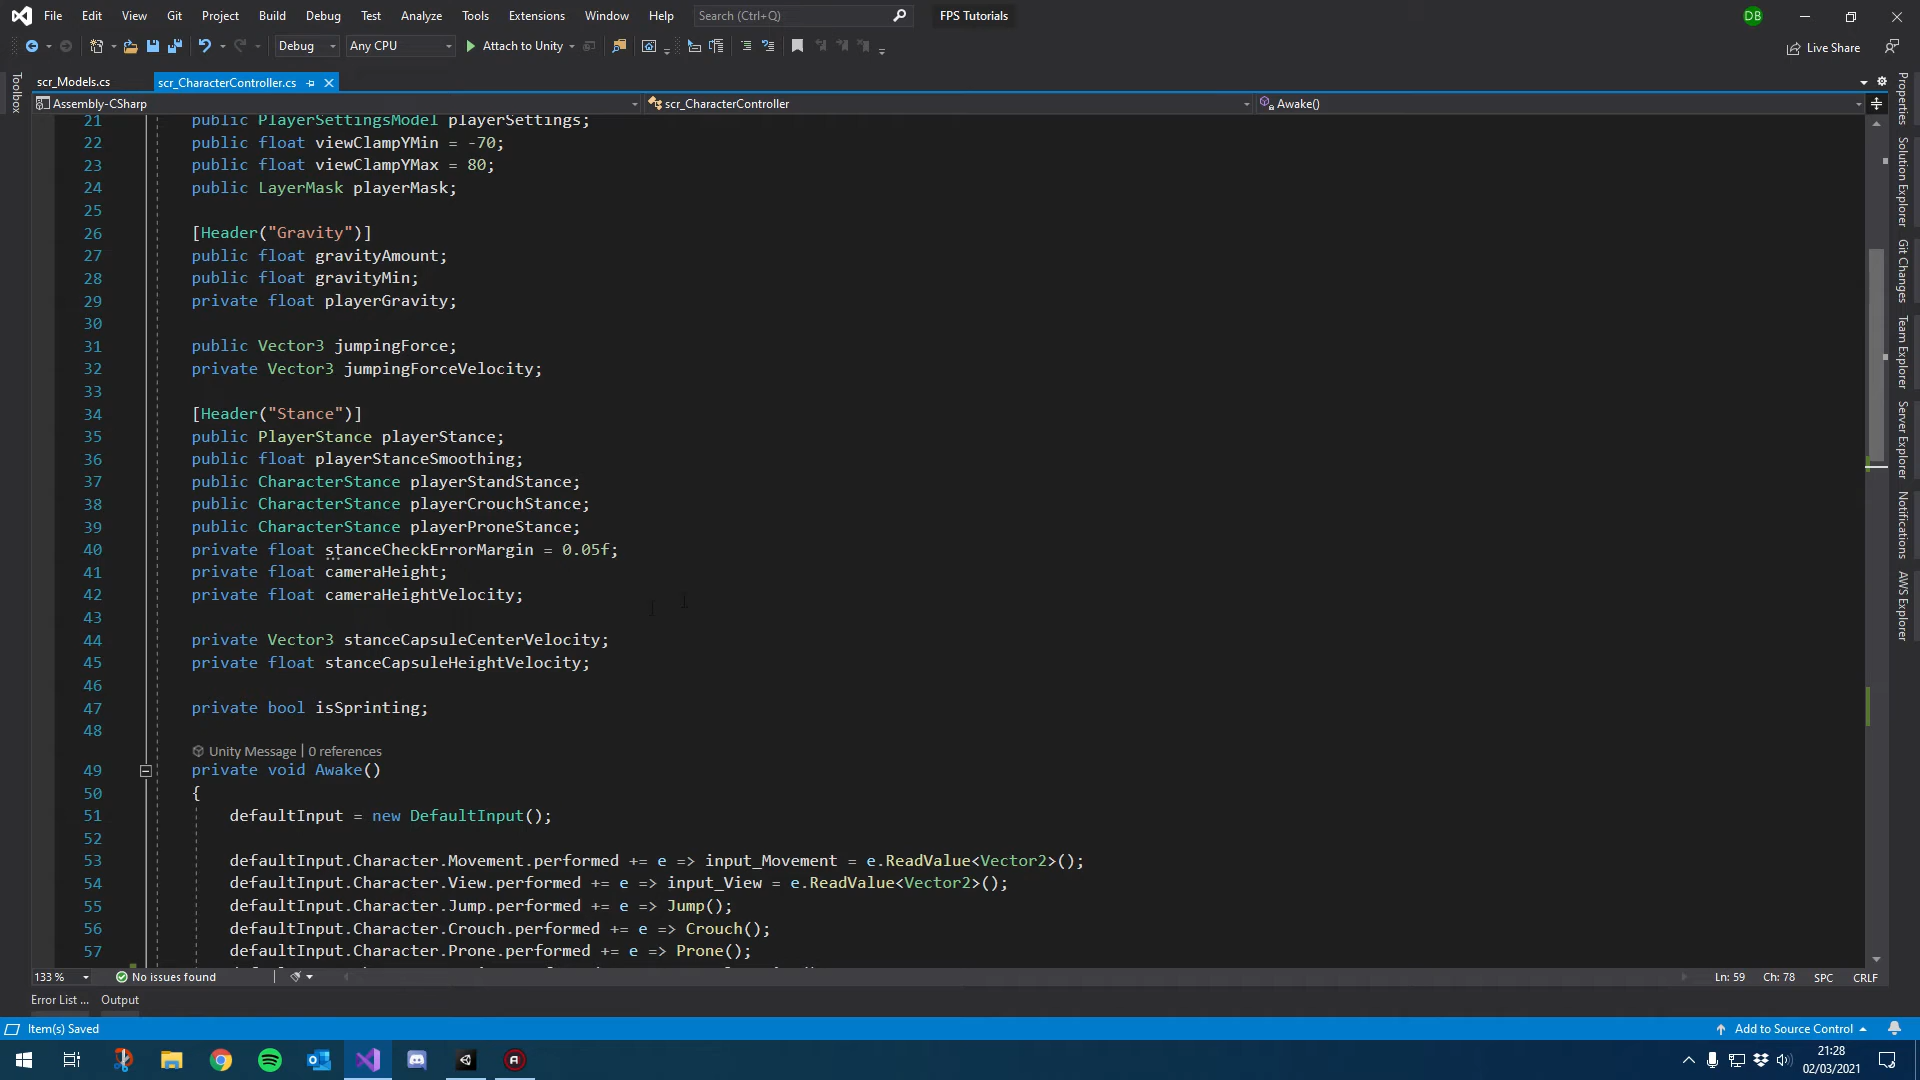 File Edit View Git Project Build Debug Test Analyze Tools Extensions Window Help Search (Ctrl+Q) FPS Tutorials DB
Debug Any CPU Attach to Unity Live Share
scr_Models.cs scr_CharacterController.cs
Assembly-CSharp scr_CharacterController Awake()
21 public PlayerSettingsModel playerSettings;
22 public float viewClampYMin = -70;
23 public float viewClampYMax = 80;
24 public LayerMask playerMask;
25
26 [Header("Gravity")]
27 public float gravityAmount;
28 public float gravityMin;
29 private float playerGravity;
30
31 public Vector3 jumpingForce;
32 private Vector3 jumpingForceVelocity;
33
34 [Header("Stance")]
35 public PlayerStance playerStance;
36 public float playerStanceSmoothing;
37 public CharacterStance playerStandStance;
38 public CharacterStance playerCrouchStance;
39 public CharacterStance playerProneStance;
40 private float stanceCheckErrorMargin = 0.05f;
41 private float cameraHeight;
42 private float cameraHeightVelocity;
43
44 private Vector3 stanceCapsuleCenterVelocity;
45 private float stanceCapsuleHeightVelocity;
46
47 private bool isSprinting;
48
Unity Message | 0 references
49 private void Awake()
50 {
51 defaultInput = new DefaultInput();
52
53 defaultInput.Character.Movement.performed += e => input_Movement = e.ReadValue<Vector2>();
54 defaultInput.Character.View.performed += e => input_View = e.ReadValue<Vector2>();
55 defaultInput.Character.Jump.performed += e => Jump();
56 defaultInput.Character.Crouch.performed += e => Crouch();
57 defaultInput.Character.Prone.performed += e => Prone();
133 % No issues found Ln: 59 Ch: 78 SPC CRLF
Error List ... Output
Item(s) Saved Add to Source Control
21:28
02/03/2021
Toolbox
Properties
Solution Explorer
Git Changes
Team Explorer
Server Explorer
Notifications
AWS Explorer